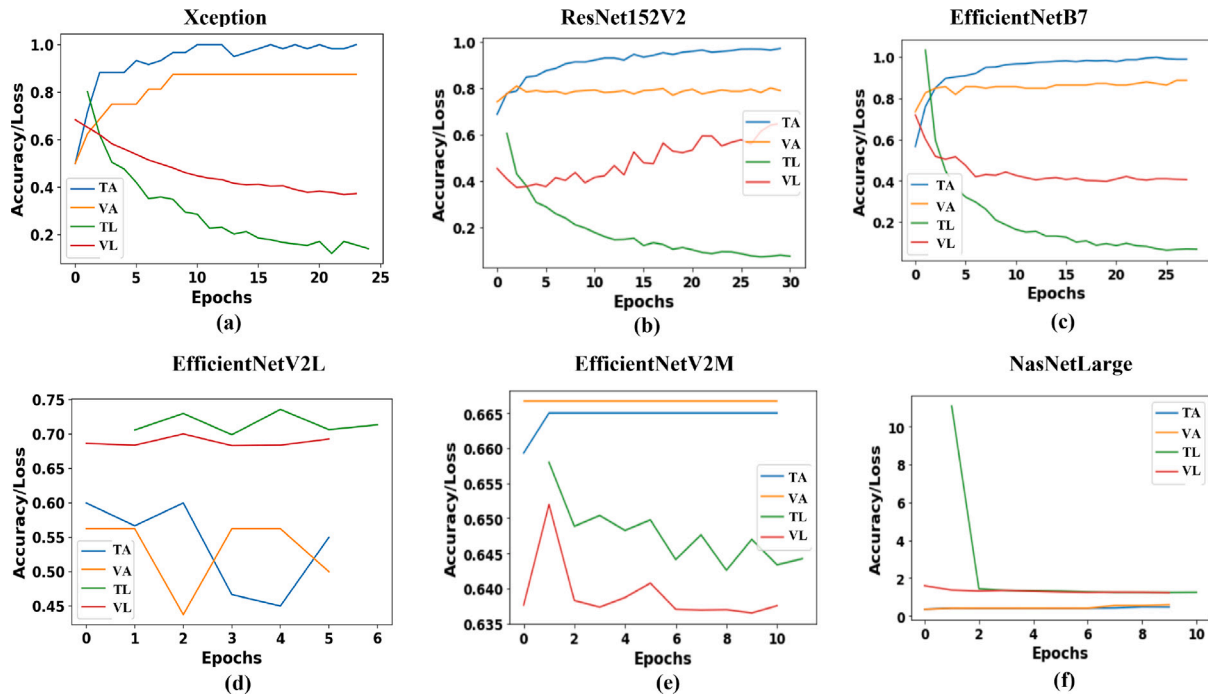 Xception
ResNet152V2
EfficientNetB7
Accuracy/Loss
1.0
0.8
0.6
0.4
0.2
TA
VA
TL
VL
0 5 10 15 20 25
Epochs
(a)
Accuracy/Loss
1.0
0.8
0.6
0.4
0.2
TA
VA
TL
VL
0 5 10 15 20 25 30
Epochs
(b)
Accuracy/Loss
1.0
0.8
0.6
0.4
0.2
TA
VA
TL
VL
0 5 10 15 20 25
Epochs
(c)
EfficientNetV2L
EfficientNetV2M
NasNetLarge
Accuracy/Loss
0.75
0.70
0.65
0.60
0.55
0.50
0.45
TA
VA
TL
VL
0 1 2 3 4 5 6
Epochs
(d)
Accuracy/Loss
0.665
0.660
0.655
0.650
0.645
0.640
0.635
TA
VA
TL
VL
0 2 4 6 8 10
Epochs
(e)
Accuracy/Loss
10
8
6
4
2
0
TA
VA
TL
VL
0 2 4 6 8 10
Epochs
(f)